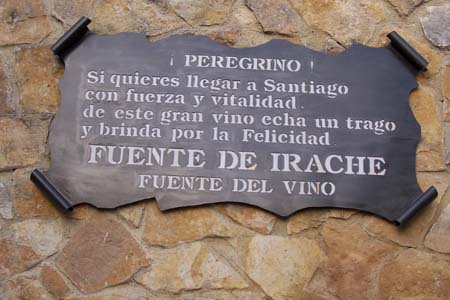 ¡ PEREGRINO !
Si quieres llegar a Santiago
con fuerza y vitalidad
de este gran vino echa un trago
y brinda por la Felicidad
FUENTE DE IRACHE
FUENTE DEL VINO